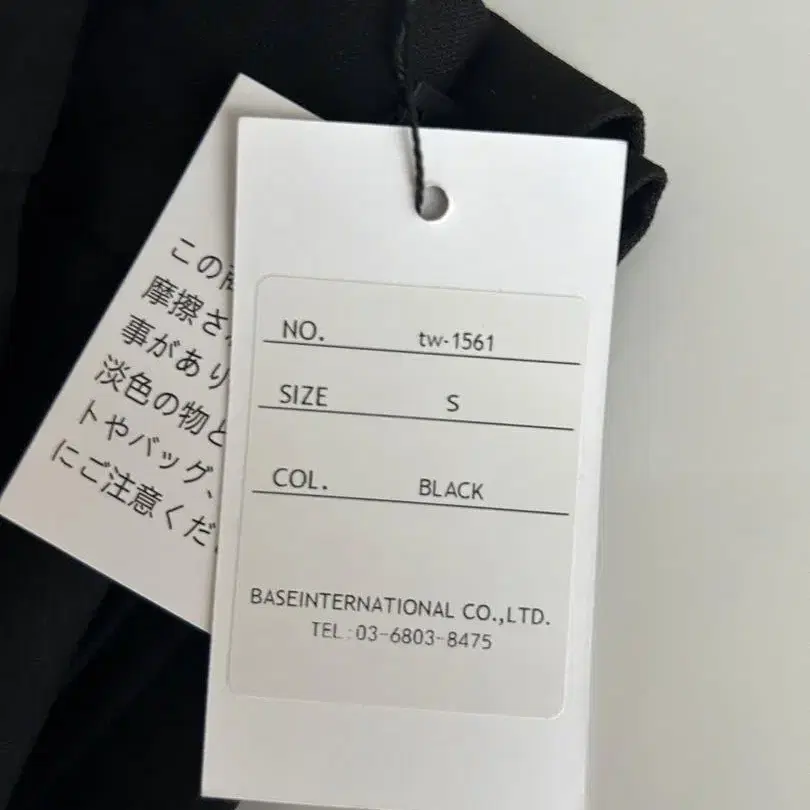 NO. tw-1561
SIZE S
COL. BLACK
BASEINTERNATIONAL CO.,LTD.
TEL:03-6803-8475
この
摩擦さ
事があり
淡色の物と
トやバッグ、
にご注意くだ